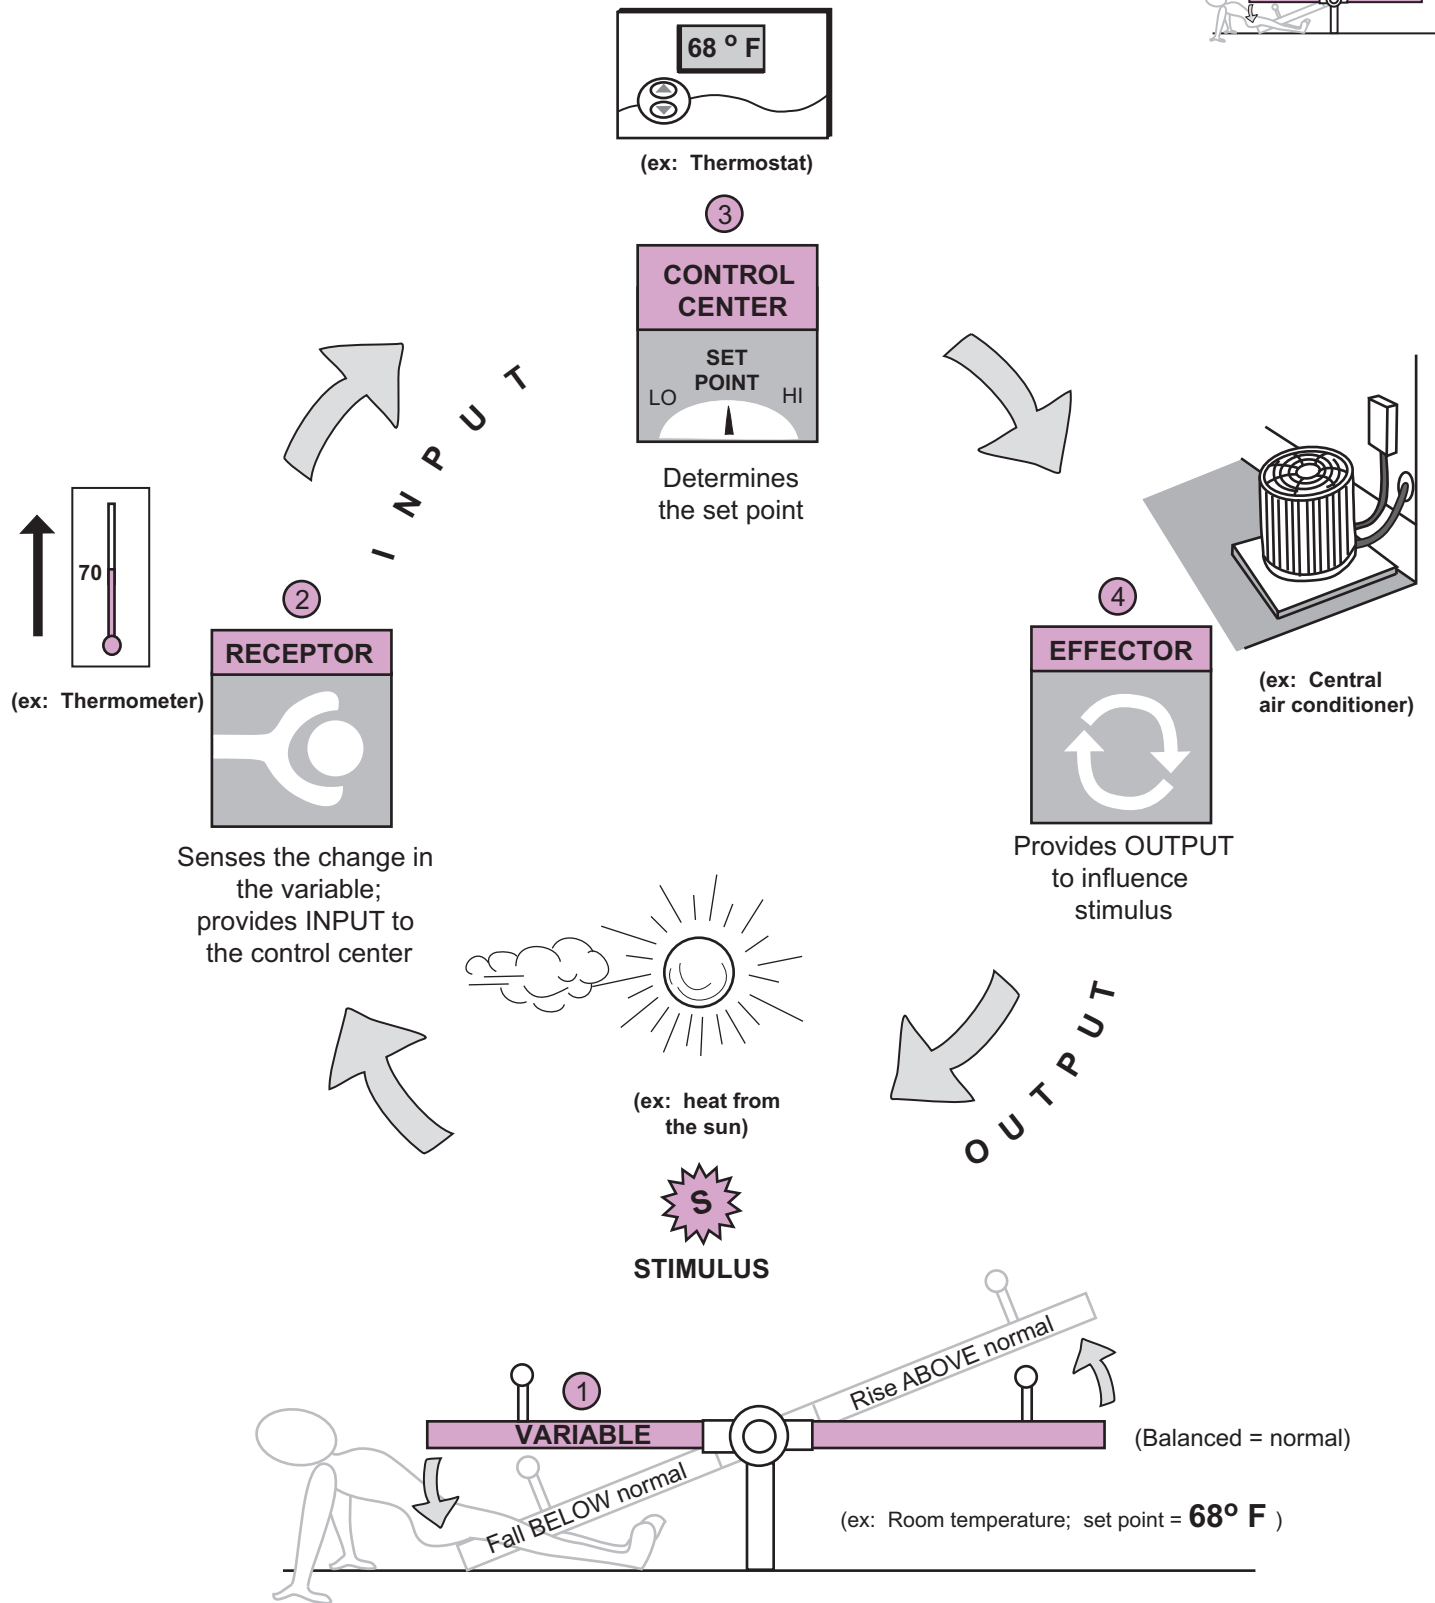 68 o F
(ex: Thermostat)
3
CONTROL
CENTER
SET
POINT
LO
HI
Determines
the set point
INPUT
70
2
RECEPTOR
(ex: Thermometer)
Senses the change in
the variable;
provides INPUT to
the control center
4
EFFECTOR
(ex: Central
air conditioner)
Provides OUTPUT
to influence
stimulus
OUTPUT
(ex: heat from
the sun)
S
STIMULUS
Rise ABOVE normal
1
VARIABLE
(Balanced = normal)
Fall BELOW normal
(ex: Room temperature; set point = 68o F )